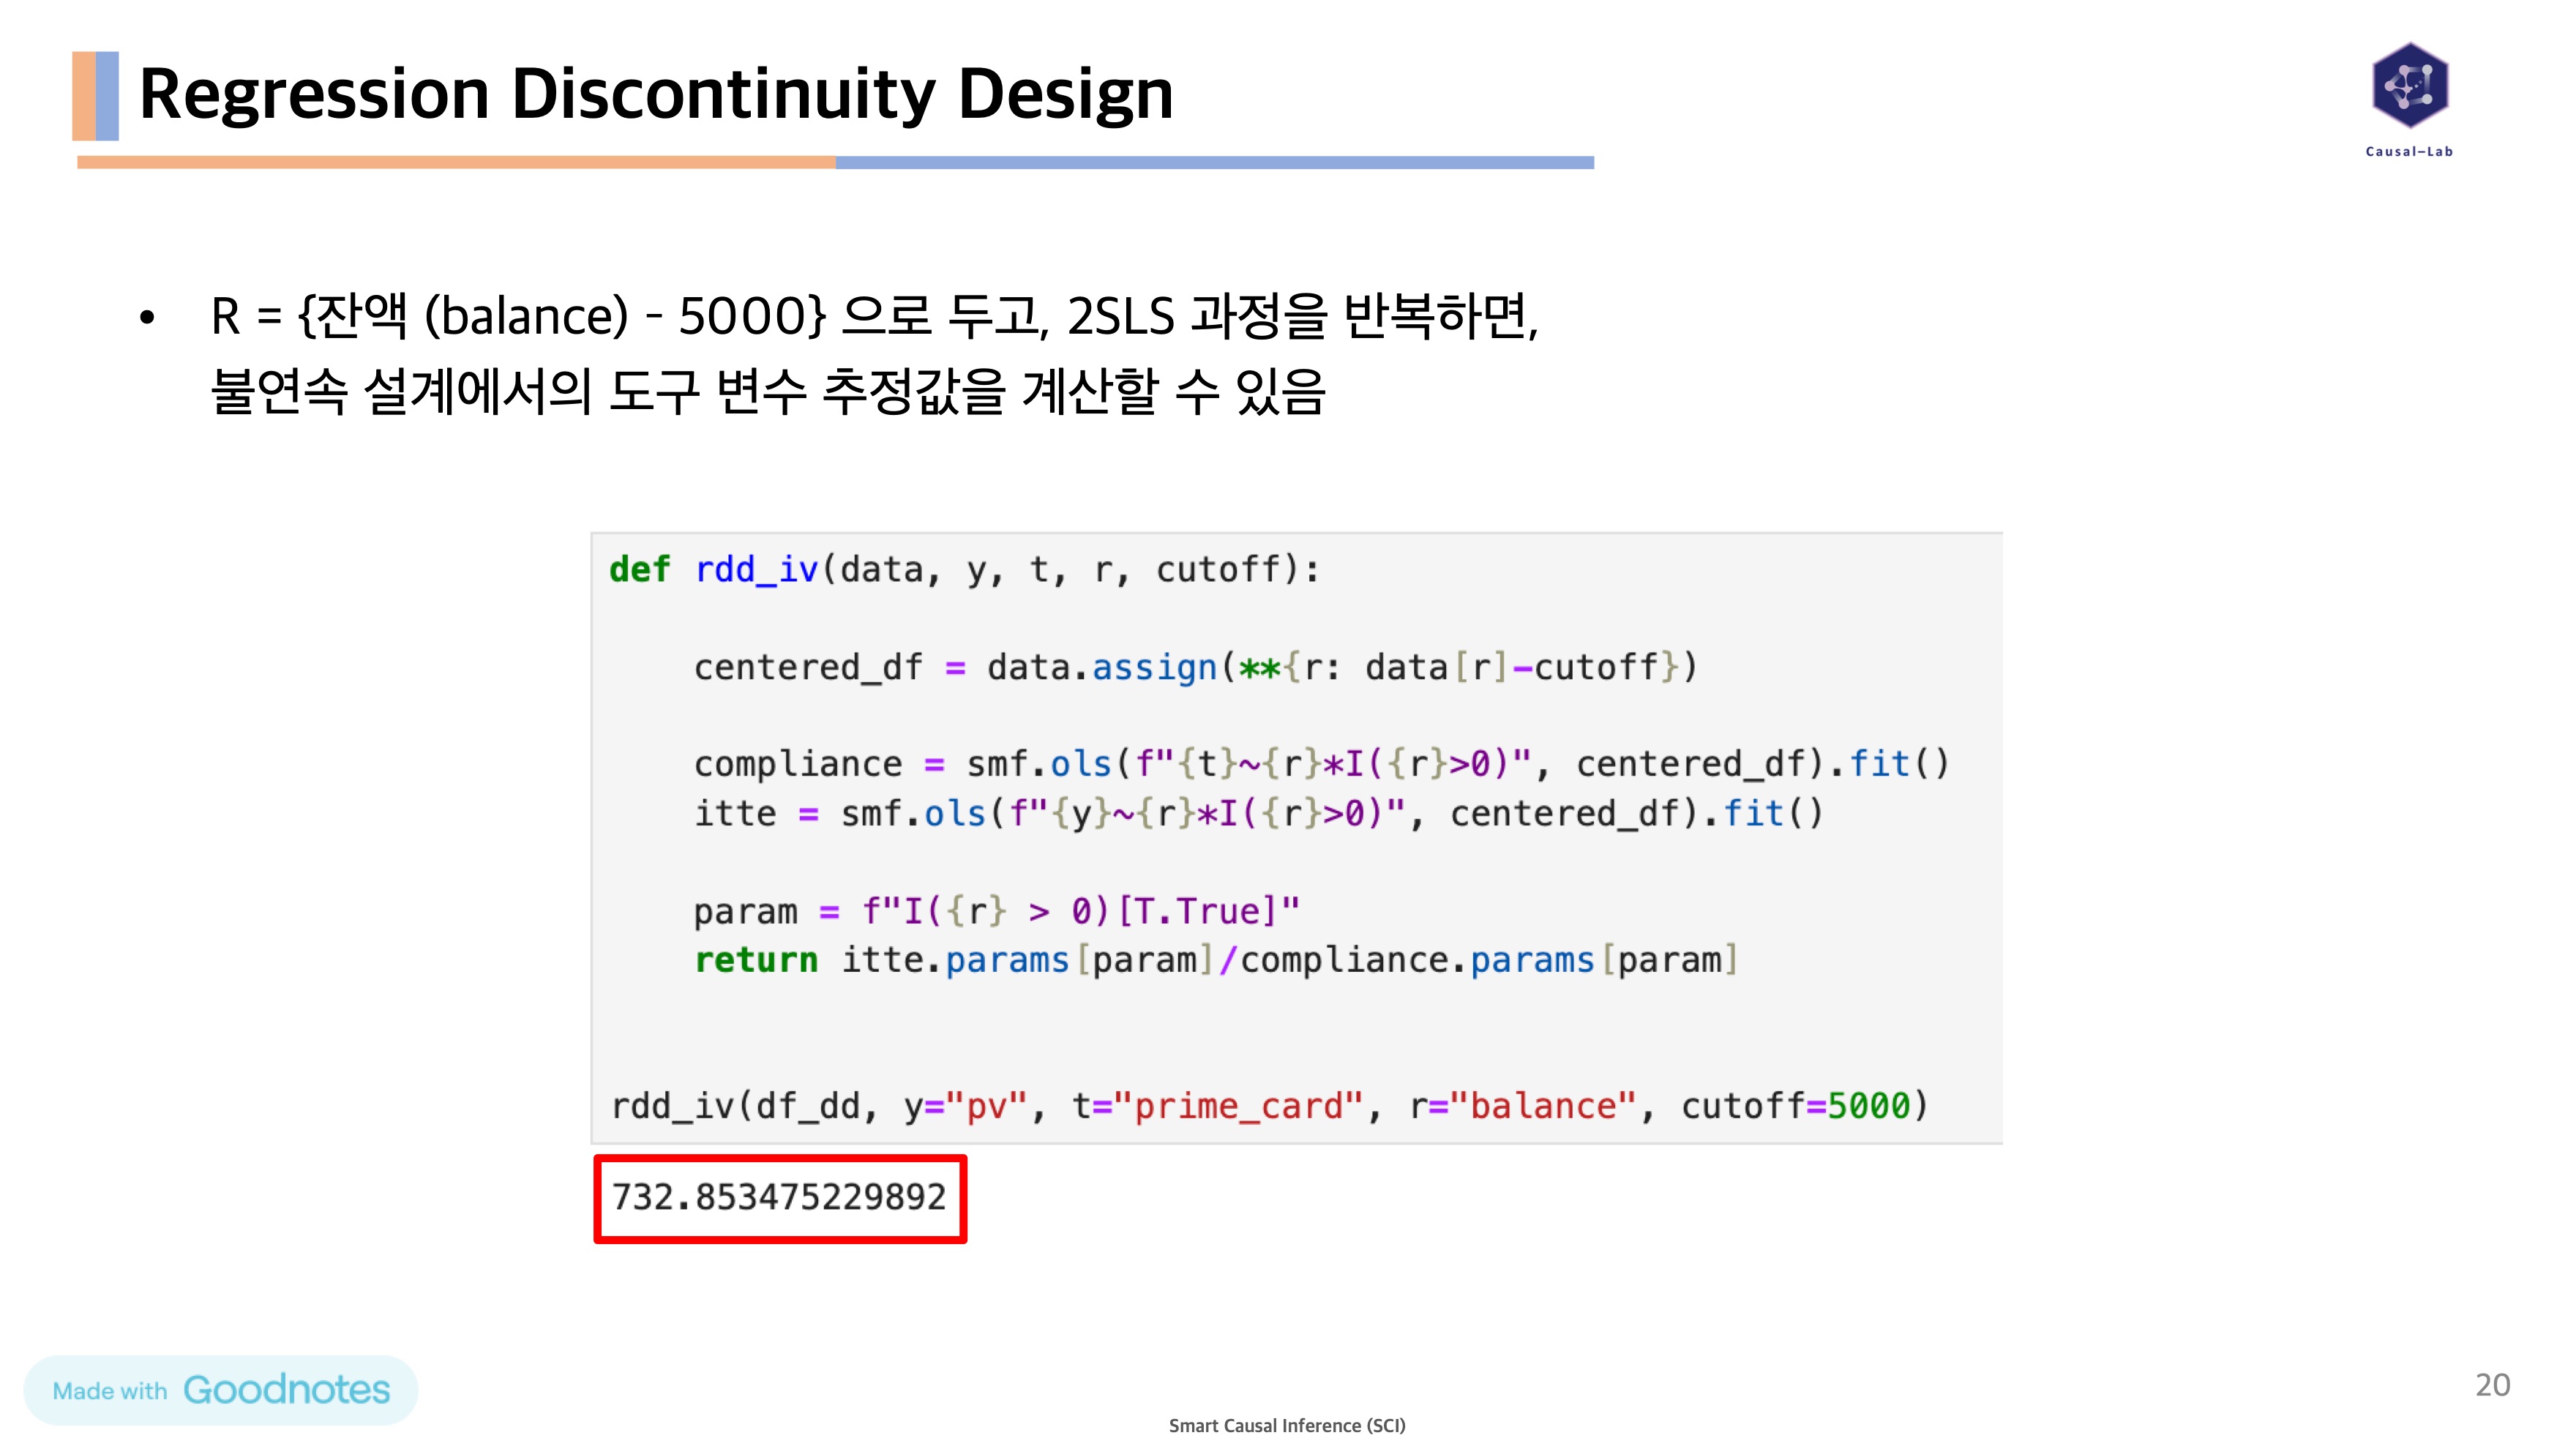 Regression Discontinuity Design
Causal–Lab
• R = {잔액 (balance) - 5000} 으로 두고, 2SLS 과정을 반복하면,
불연속 설계에서의 도구 변수 추정값을 계산할 수 있음
def rdd_iv(data, y, t, r, cutoff):
centered_df = data.assign(**{r: data[r]-cutoff})
compliance = smf.ols(f"{t}~{r}*I({r}>0)", centered_df).fit()
itte = smf.ols(f"{y}~{r}*I({r}>0)", centered_df).fit()
param = f"I({r} > 0)[T.True]"
return itte.params[param]/compliance.params[param]
rdd_iv(df_dd, y="pv", t="prime_card", r="balance", cutoff=5000)
732.853475229892
Made with Goodnotes
20
Smart Causal Inference (SCI)